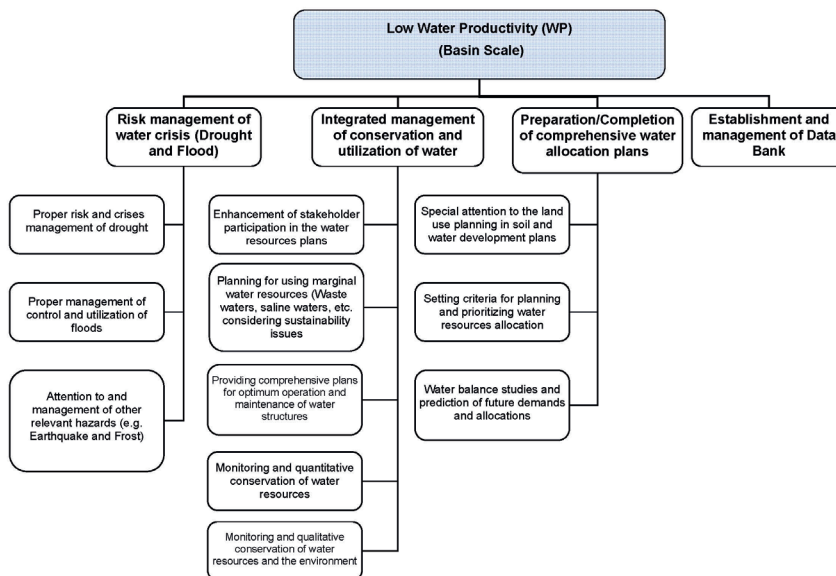 Low Water Productivity (WP)
(Basin Scale)
Risk management of
water crisis (Drought
and Flood)
Integrated management
of conservation and
utilization of water
Preparation/Completion
of comprehensive water
allocation plans
Establishment and
management of Data
Bank
Proper risk and crises
management of drought
Proper management of
control and utilization of
floods
Attention to and
management of other
relevant hazards (e.g.
Earthquake and Frost)
Enhancement of stakeholder
participation in the water
resources plans
Planning for using marginal
water resources (Waste
waters, saline waters, etc.
considering sustainability
issues
Providing comprehensive plans
for optimum operation and
maintenance of water
structures
Monitoring and quantitative
conservation of water
resources
Monitoring and qualitative
conservation of water
resources and the environment
Special attention to the land
use planning in soil and
water development plans
Setting criteria for planning
and prioritizing water
resources allocation
Water balance studies and
prediction of future demands
and allocations